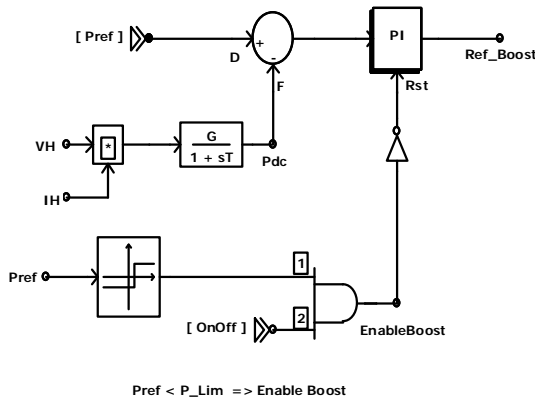 [ Pref ]
D
+
-
F
PI
Rst
Ref_Boost
VH
*
IH
G
1 + sT
Pdc
Pref
1
2
[ OnOff ]
EnableBoost
Pref < P_Lim => Enable Boost